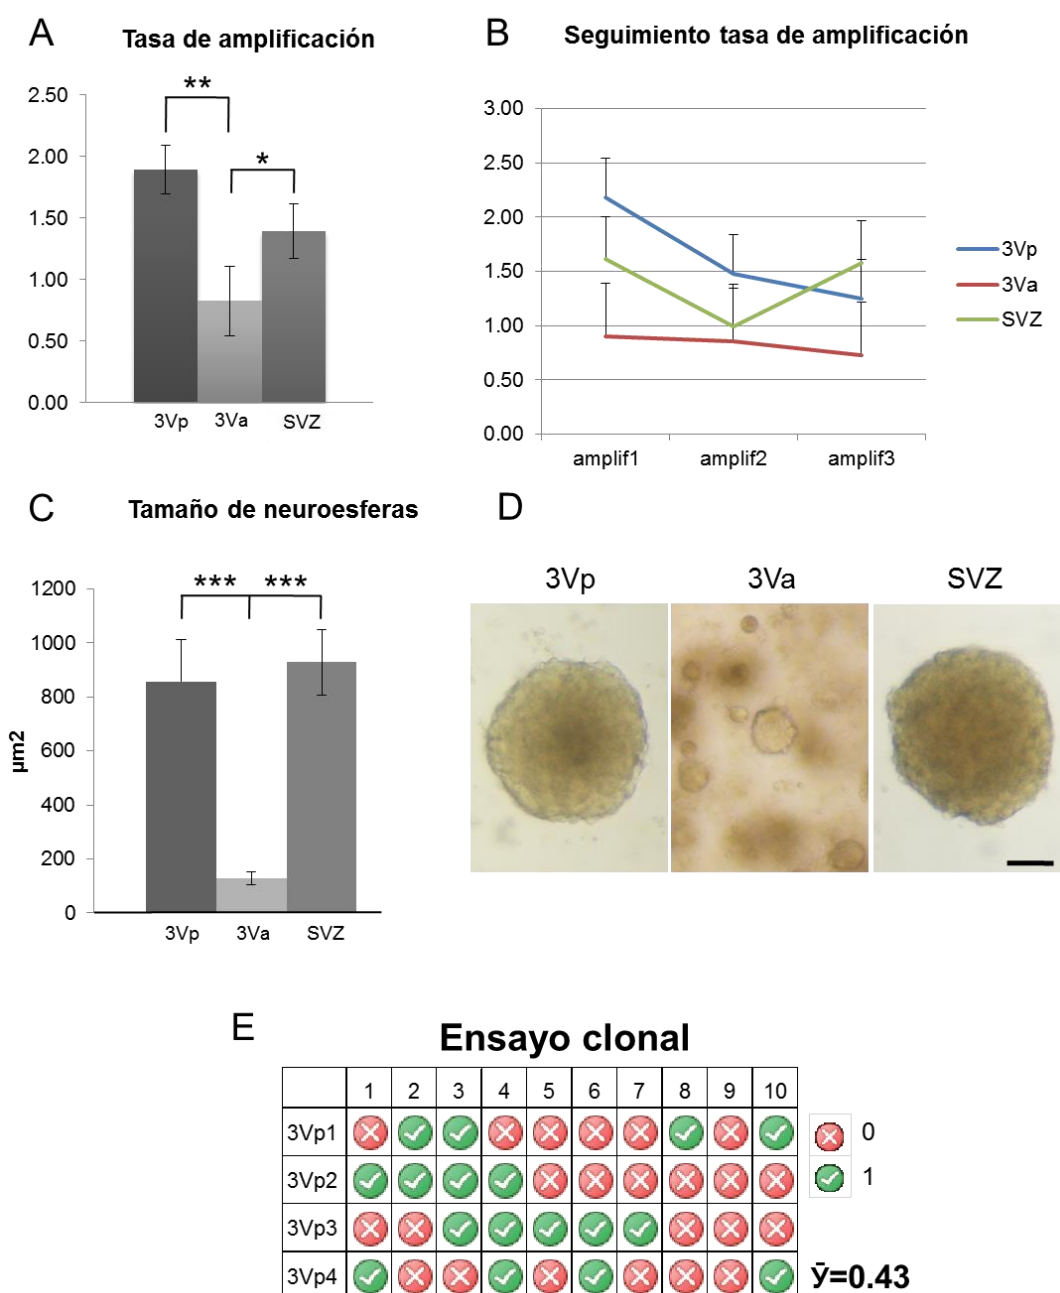 A
Tasa de amplificación
2.50
2.00
1.50
1.00
0.50
0.00
**
*
3Vp 3Va SVZ
B
Seguimiento tasa de amplificación
3.00
2.50
2.00
1.50
1.00
0.50
0.00
amplif1 amplif2 amplif3
3Vp
3Va
SVZ
C
Tamaño de neuroesferas
µm2
1200
1000
800
600
400
200
0
*** ***
3Vp 3Va SVZ
D
3Vp 3Va SVZ
E
Ensayo clonal
1 2 3 4 5 6 7 8 9 10
3Vp1
3Vp2
3Vp3
3Vp4
0
1
ȳ=0.43